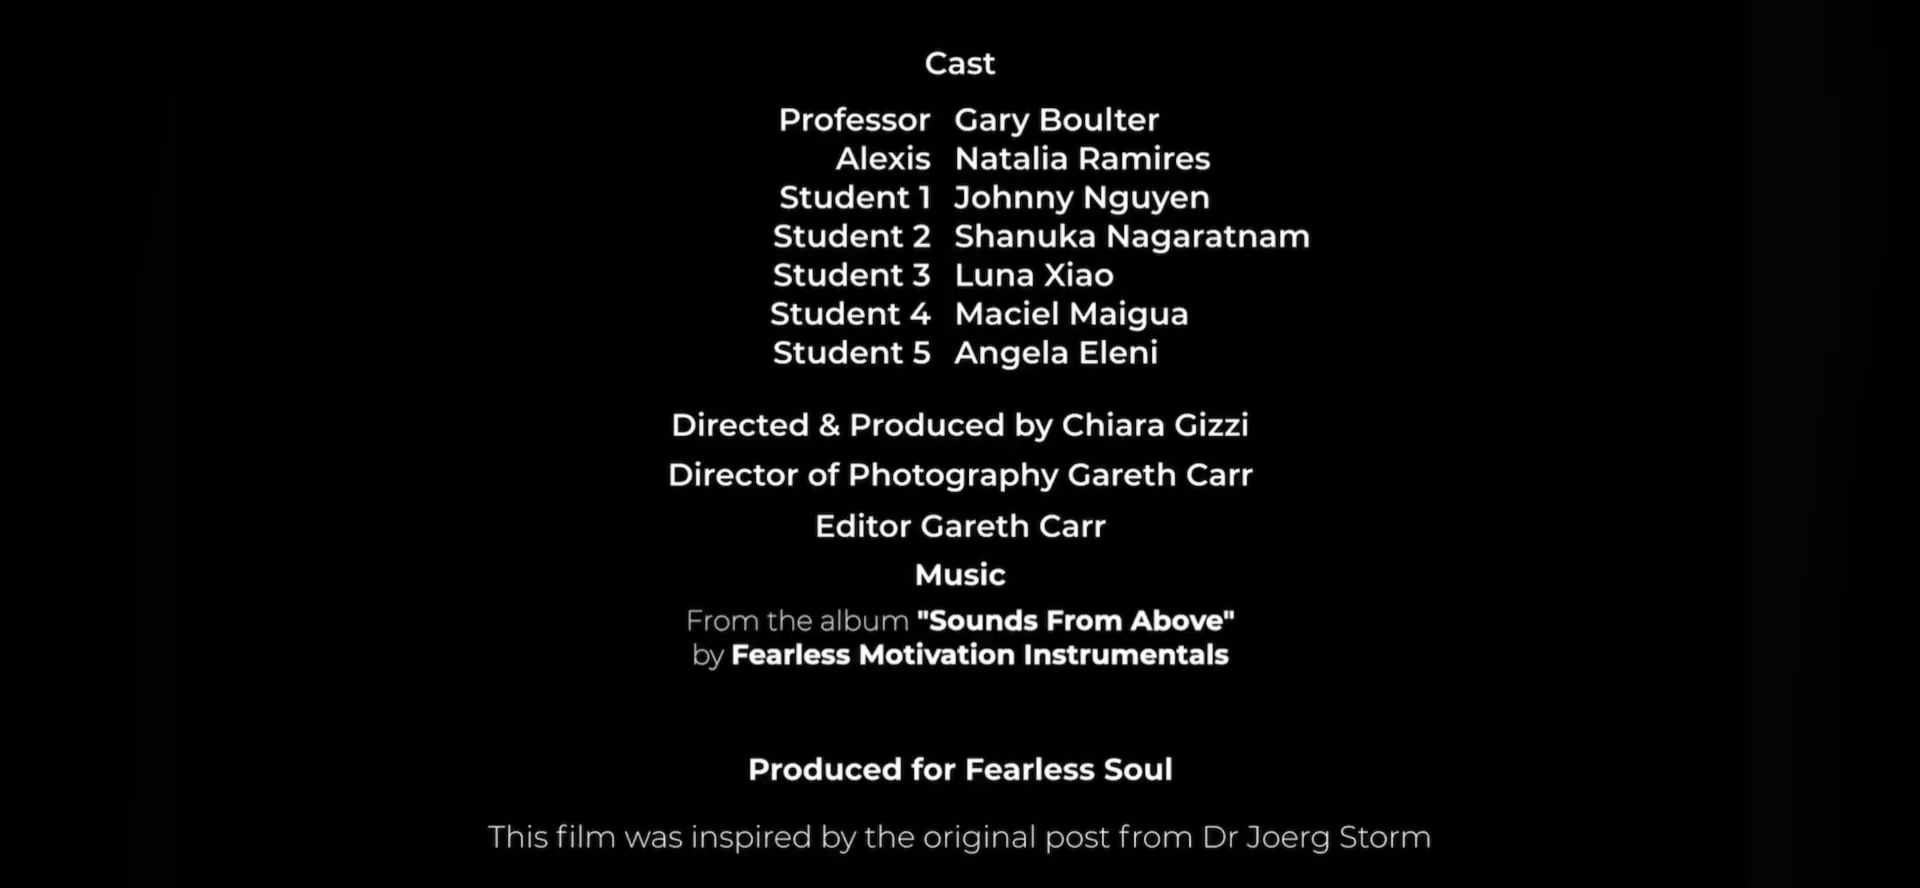 Cast
Professor Gary Boulter
Alexis Natalia Ramires
Student 1 Johnny Nguyen
Student 2 Shanuka Nagaratnam
Student 3 Luna Xiao
Student 4 Maciel Maigua
Student 5 Angela Eleni
Directed & Produced by Chiara Gizzi
Director of Photography Gareth Carr
Editor Gareth Carr
Music
From the album "Sounds From Above"
by Fearless Motivation Instrumentals
Produced for Fearless Soul
This film was inspired by the original post from Dr Joerg Storm